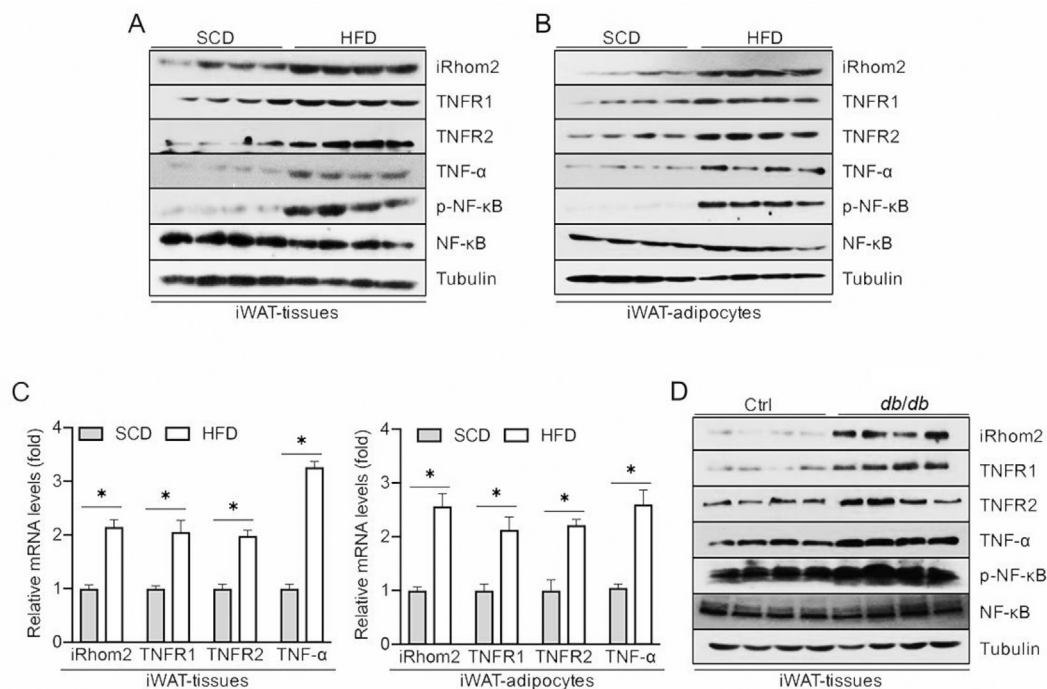 A
SCD HFD
iRhom2
TNFR1
TNFR2
TNF-α
p-NF-κB
NF-κB
Tubulin
iWAT-tissues
B
SCD HFD
iRhom2
TNFR1
TNFR2
TNF-α
p-NF-κB
NF-κB
Tubulin
iWAT-adipocytes
C
Relative mRNA levels (fold)
4
3
2
1
0
SCD HFD
* * * *
iRhom2 TNFR1 TNFR2 TNF-α
iWAT-tissues
Relative mRNA levels (fold)
4
3
2
1
0
SCD HFD
* * * *
iRhom2 TNFR1 TNFR2 TNF-α
iWAT-adipocytes
D
Ctrl db/db
iRhom2
TNFR1
TNFR2
TNF-α
p-NF-κB
NF-κB
Tubulin
iWAT-tissues